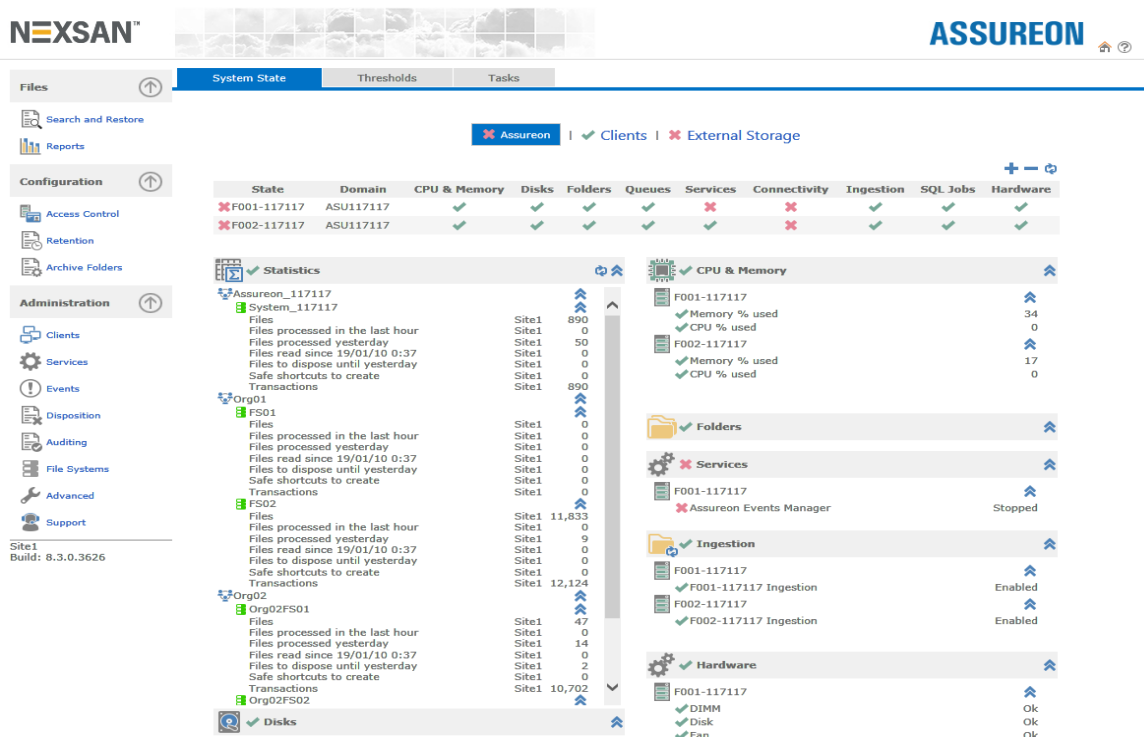 NEXSAN™
ASSUREON
Files
Search and Restore
Reports
Configuration
Access Control
Retention
Archive Folders
Administration
Clients
Services
Events
Disposition
Auditing
File Systems
Advanced
Support
Site1
Build: 8.3.0.3626
System State Thresholds Tasks
Assureon | Clients | External Storage
State Domain CPU & Memory Disks Folders Queues Services Connectivity Ingestion SQL Jobs Hardware
F001-117117 ASU117117
F002-117117 ASU117117
Statistics
Assureon_117117
System_117117
Files Site1 890
Files processed in the last hour Site1 0
Files processed yesterday Site1 50
Files read since 19/01/10 0:37 Site1 0
Files to dispose until yesterday Site1 0
Safe shortcuts to create Site1 0
Transactions Site1 890
Org01
FS01
Files Site1 0
Files processed in the last hour Site1 0
Files processed yesterday Site1 0
Files read since 19/01/10 0:37 Site1 0
Files to dispose until yesterday Site1 0
Safe shortcuts to create Site1 0
Transactions Site1 0
FS02
Files Site1 11,833
Files processed in the last hour Site1 0
Files processed yesterday Site1 9
Files read since 19/01/10 0:37 Site1 0
Files to dispose until yesterday Site1 0
Safe shortcuts to create Site1 0
Transactions Site1 12,124
Org02
Org02FS01
Files Site1 47
Files processed in the last hour Site1 0
Files processed yesterday Site1 14
Files read since 19/01/10 0:37 Site1 0
Files to dispose until yesterday Site1 2
Safe shortcuts to create Site1 0
Transactions Site1 10,702
Org02FS02
Disks
CPU & Memory
F001-117117
Memory % used 34
CPU % used 0
F002-117117
Memory % used 17
CPU % used 0
Folders
Services
F001-117117
Assureon Events Manager Stopped
Ingestion
F001-117117
F001-117117 Ingestion Enabled
F002-117117
F002-117117 Ingestion Enabled
Hardware
F001-117117
DIMM Ok
Disk Ok
Fan Ok